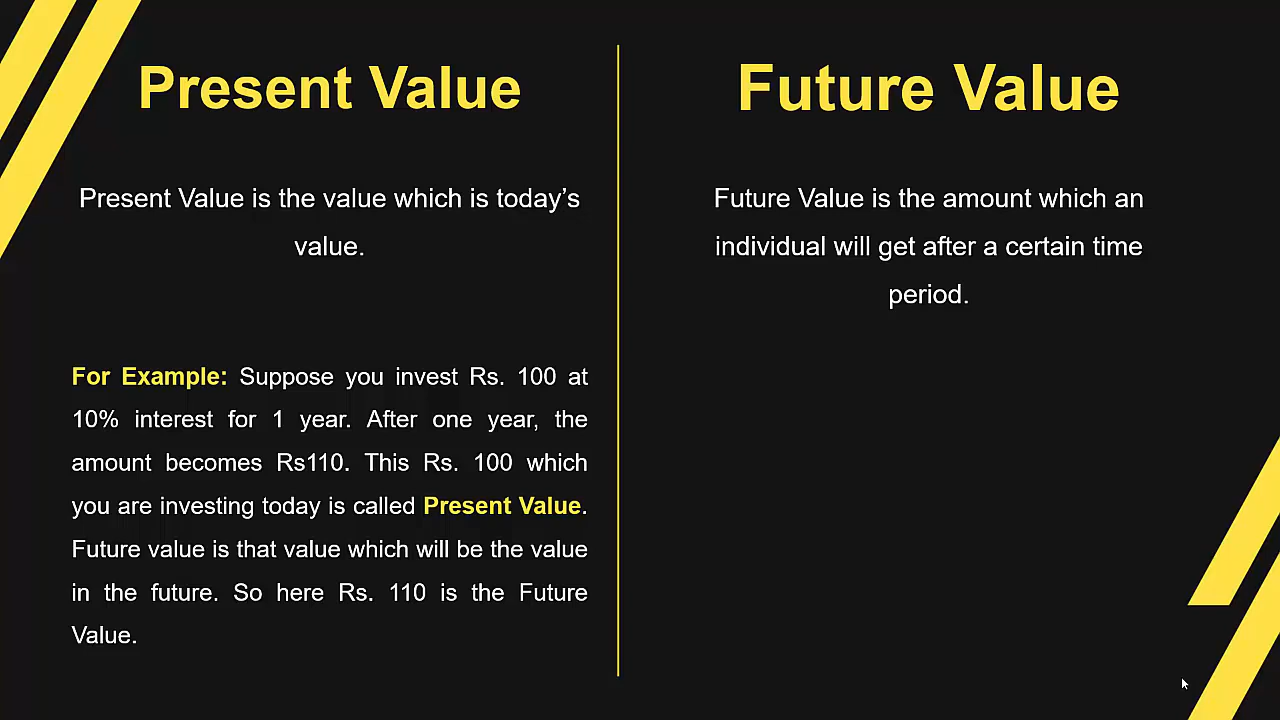 Present Value
Present Value is the value which is today’s
value.
For Example: Suppose you invest Rs. 100 at
10% interest for 1 year. After one year, the
amount becomes Rs110. This Rs. 100 which
you are investing today is called Present Value.
Future value is that value which will be the value
in the future. So here Rs. 110 is the Future
Value.
Future Value
Future Value is the amount which an
individual will get after a certain time
period.